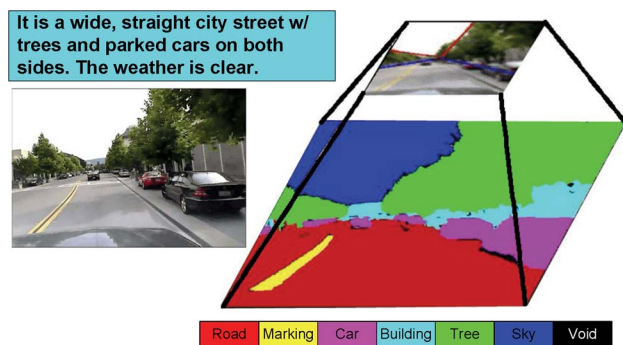 It is a wide, straight city street w/
trees and parked cars on both
sides. The weather is clear.
Road Marking Car Building Tree Sky Void